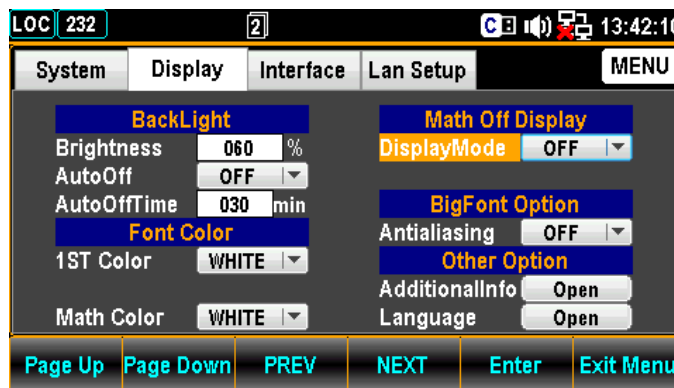 LOC 232 2 C 13:42:10
System Display Interface Lan Setup MENU
BackLight
Brightness 060 %
AutoOff OFF
AutoOffTime 030 min
Font Color
1ST Color WHITE
Math Color WHITE
Math Off Display
DisplayMode OFF
BigFont Option
Antialiasing OFF
Other Option
AdditionalInfo Open
Language Open
Page Up Page Down PREV NEXT Enter Exit Menu